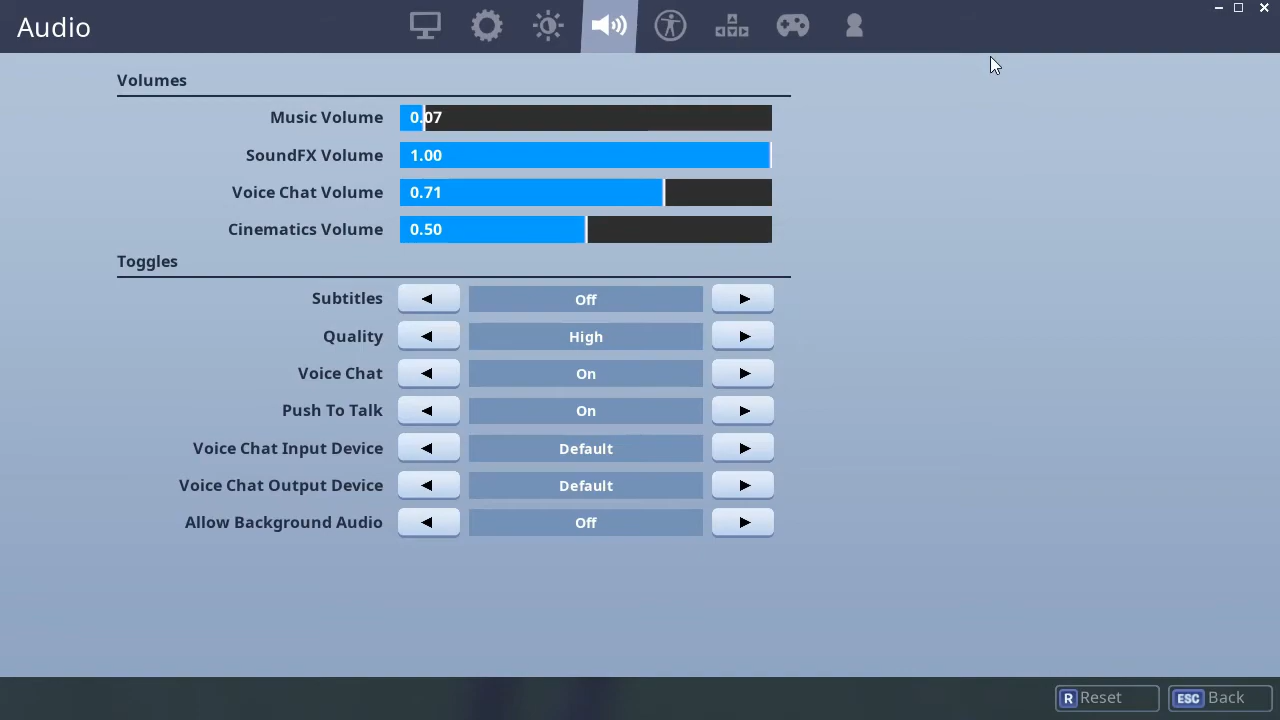 Audio
Volumes
Music Volume 0.07
SoundFX Volume 1.00
Voice Chat Volume 0.71
Cinematics Volume 0.50
Toggles
Subtitles Off
Quality High
Voice Chat On
Push To Talk On
Voice Chat Input Device Default
Voice Chat Output Device Default
Allow Background Audio Off
R Reset ESC Back